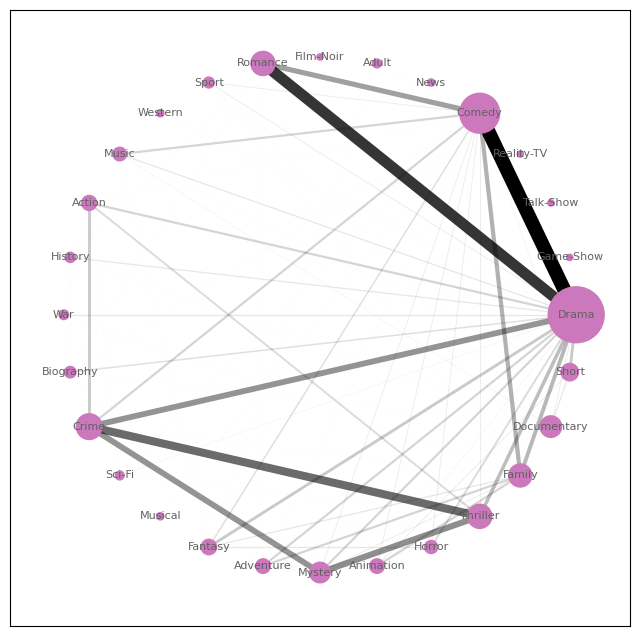 Film-Noir
Romance
Adult
Sport
News
Western
Comedy
Music
Reality-TV
Action
Talk-Show
History
Game-Show
War
Drama
Biography
Short
Crime
Documentary
Sci-Fi
Family
Musical
Thriller
Fantasy
Horror
Adventure
Mystery
Animation